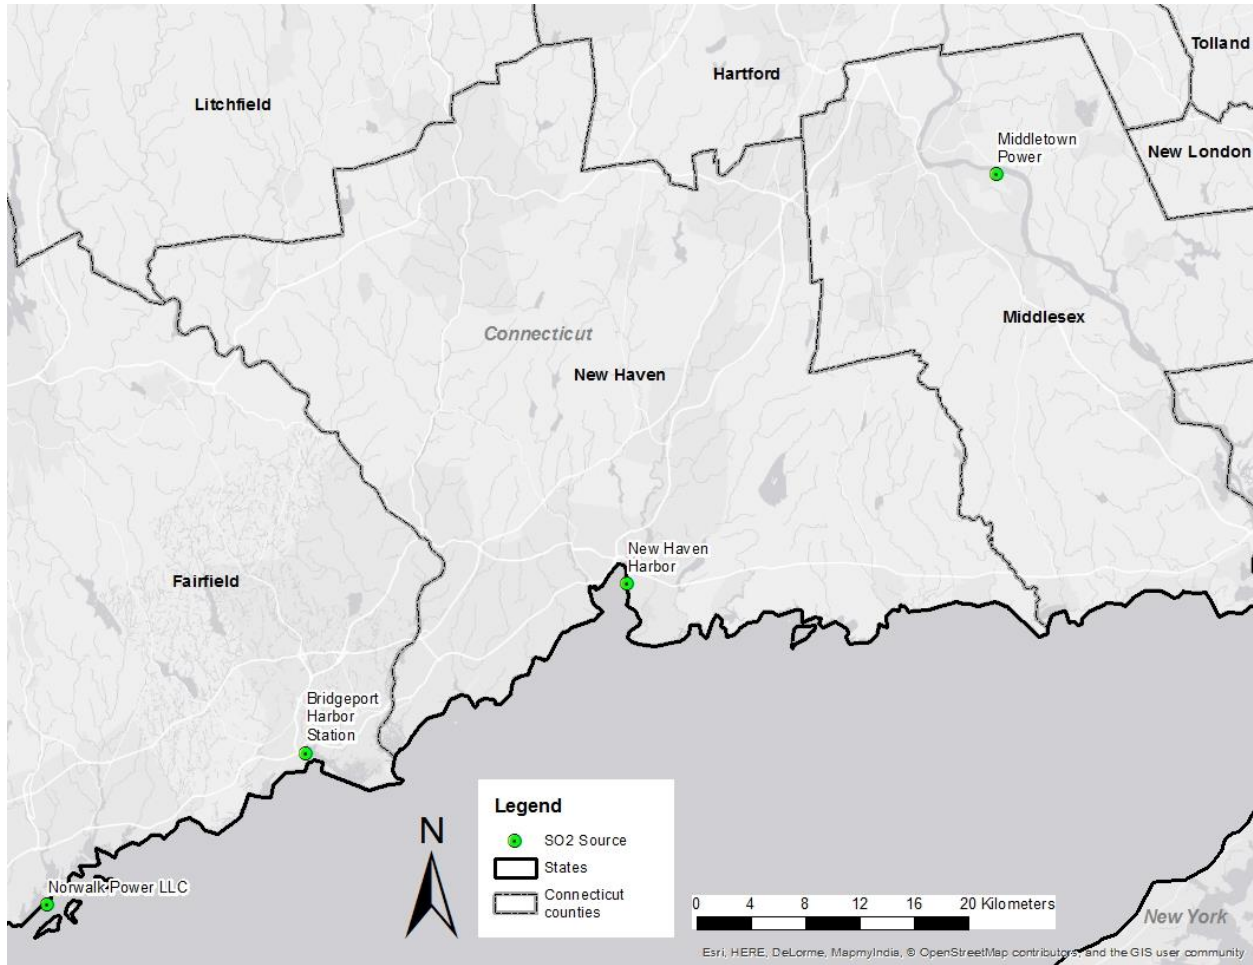 Tolland
Hartford
Litchfield
Middletown
Power
New London
Middlesex
Connecticut
New Haven
New Haven
Harbor
Fairfield
Bridgeport
Harbor
Station
Norwalk Power LLC
N
Legend
SO2 Source
States
Connecticut
counties
0 4 8 12 16 20 Kilometers
New York
Esri, HERE, DeLorme, MapmyIndia, © OpenStreetMap contributors, and the GIS user community